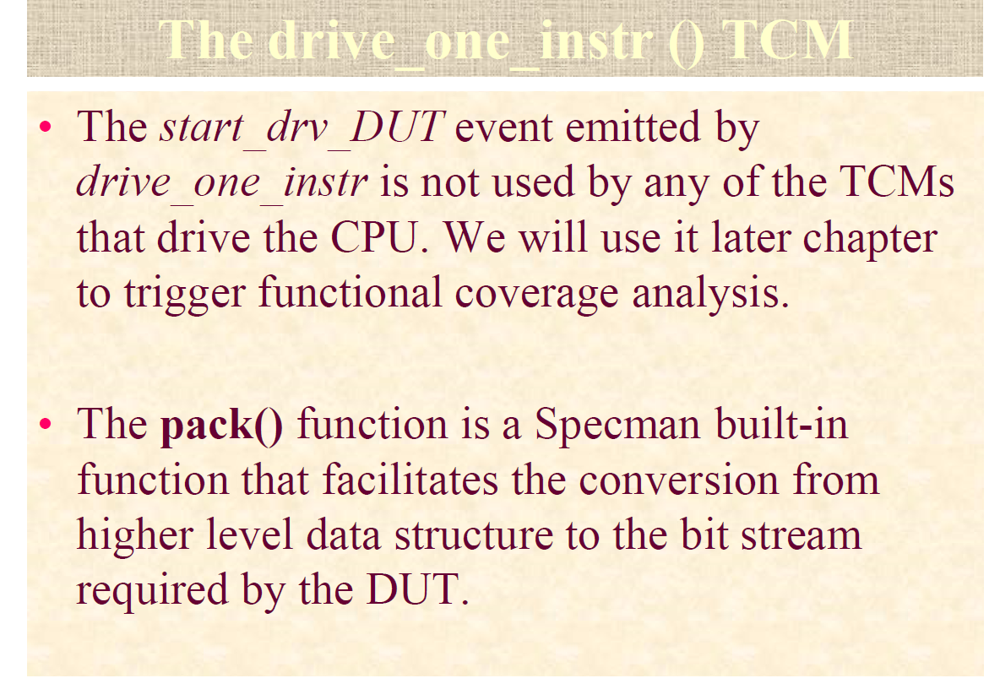 The drive_one_instr () TCM
• The start_drv_DUT event emitted by
drive_one_instr is not used by any of the TCMs
that drive the CPU. We will use it later chapter
to trigger functional coverage analysis.
• The pack() function is a Specman built-in
function that facilitates the conversion from
higher level data structure to the bit stream
required by the DUT.